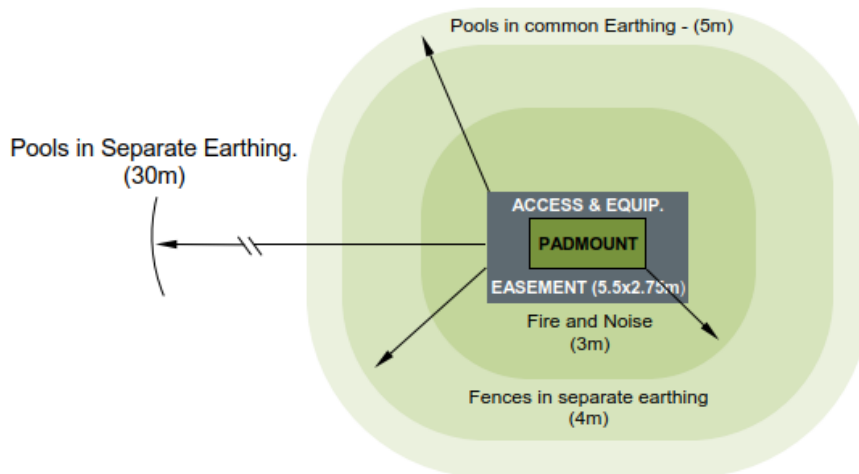 Pools in common Earthing - (5m)
Pools in Separate Earthing.
(30m)
ACCESS & EQUIP.
PADMOUNT
EASEMENT (5.5x2.75m)
Fire and Noise
(3m)
Fences in separate earthing
(4m)